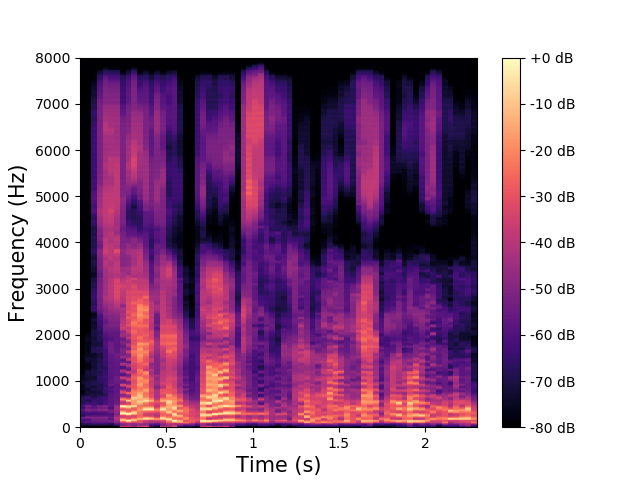 8000
7000
6000
5000
4000
3000
2000
1000
0
Frequency (Hz)
0
0.5
1
1.5
2
Time (s)
+0 dB
-10 dB
-20 dB
-30 dB
-40 dB
-50 dB
-60 dB
-70 dB
-80 dB